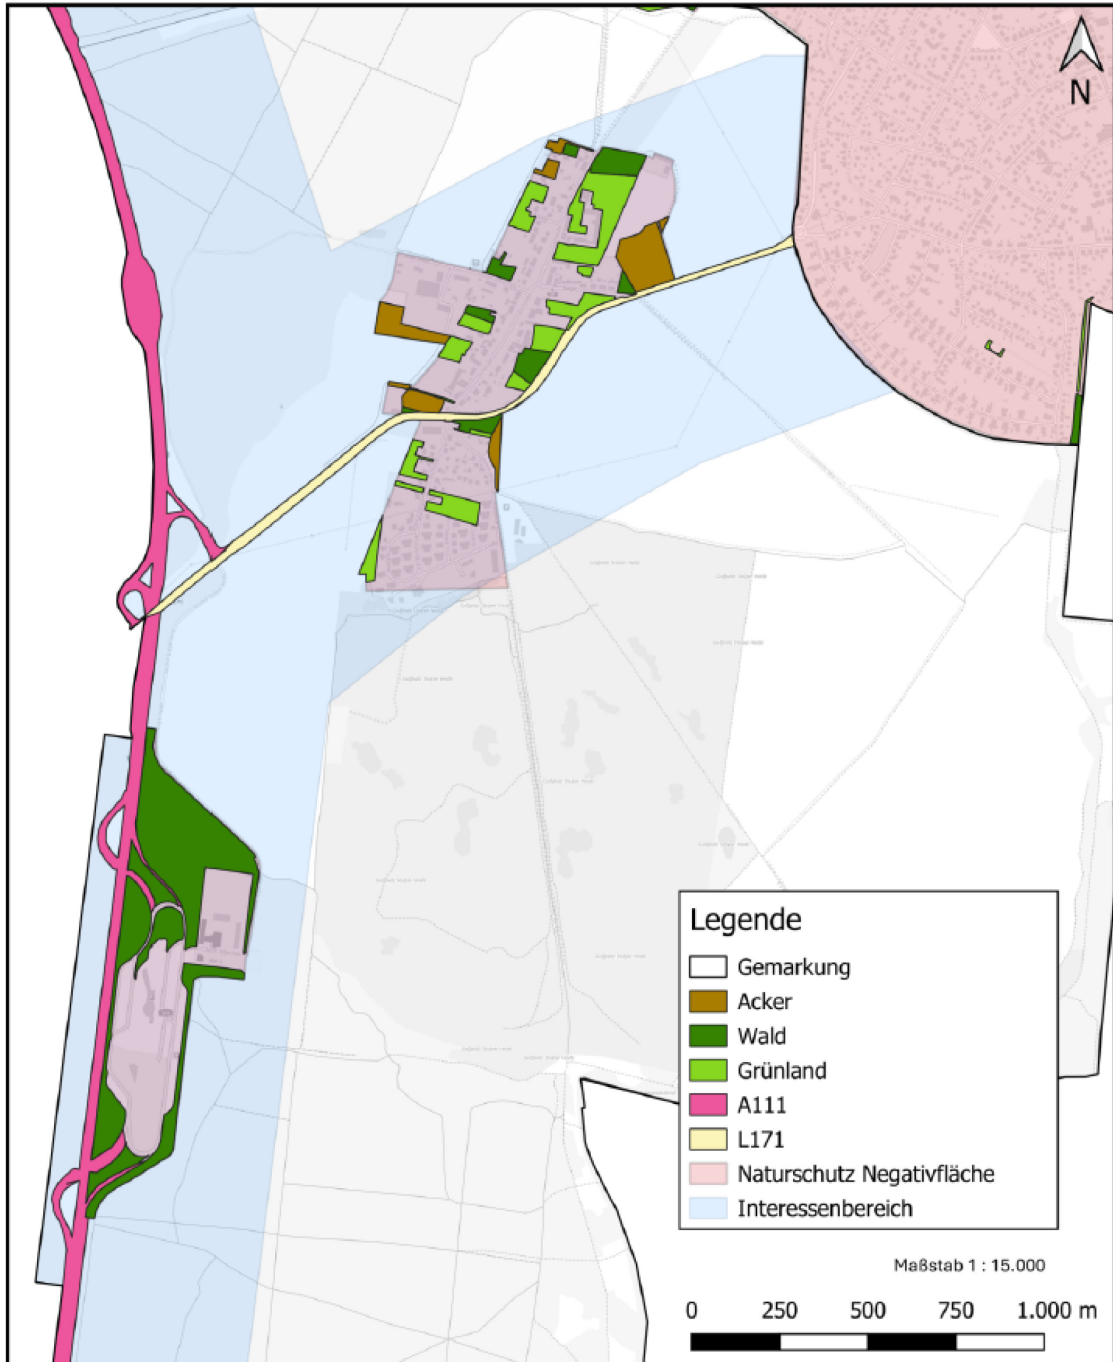 N
Legende
Gemarkung
Acker
Wald
Grünland
A111
L171
Naturschutz Negativfläche
Interessenbereich
Maßstab 1 : 15.000
0 250 500 750 1.000 m